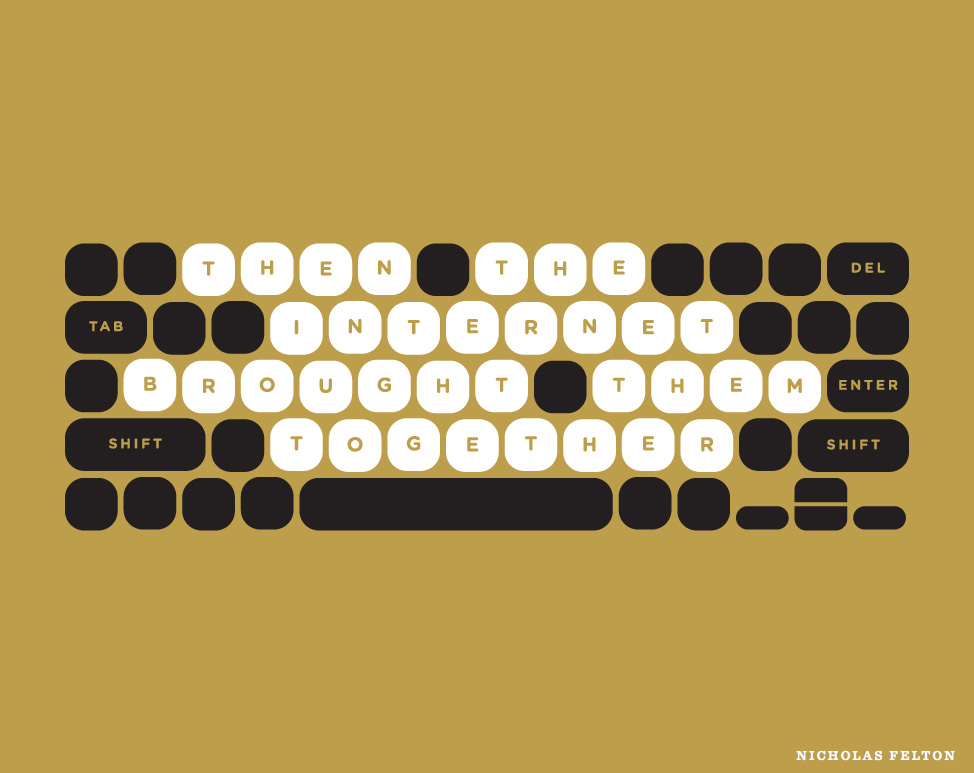 THEN THE DEL
TAB INTERNET
BROUGHT THEM ENTER
SHIFT TOGETHER SHIFT
NICHOLAS FELTON